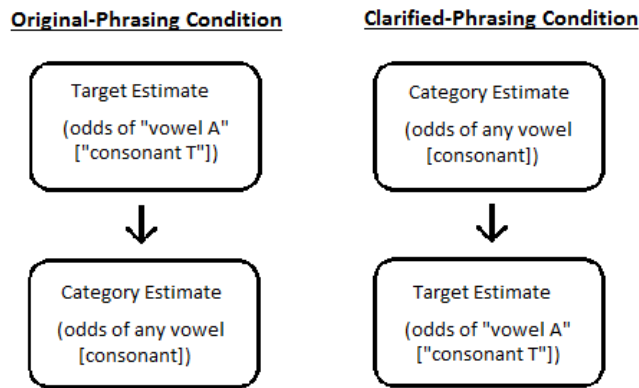 Original-Phrasing Condition
Target Estimate
(odds of "vowel A"
["consonant T"])
Category Estimate
(odds of any vowel
[consonant])
Clarified-Phrasing Condition
Category Estimate
(odds of any vowel
[consonant])
Target Estimate
(odds of "vowel A"
["consonant T"])